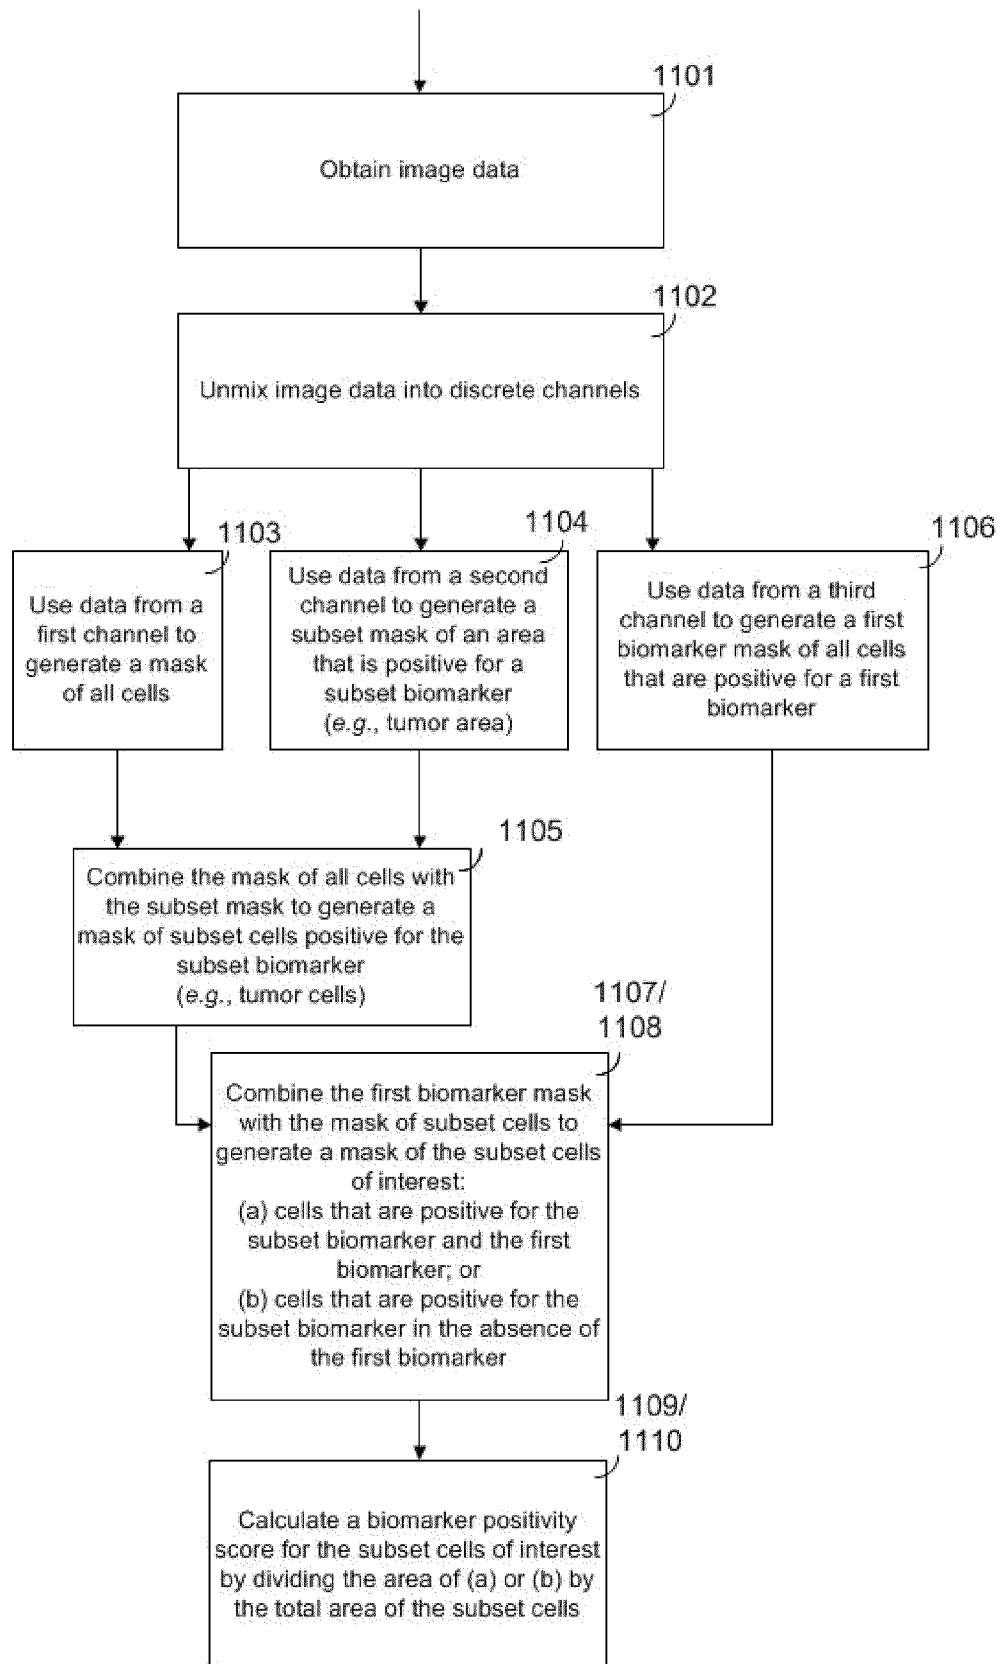 1101
Obtain image data
1102
Unmix image data into discrete channels
1103
Use data from a
first channel to
generate a mask
of all cells
1104
Use data from a second
channel to generate a
subset mask of an area
that is positive for a
subset biomarker
(e.g., tumor area)
1106
Use data from a third
channel to generate a first
biomarker mask of all cells
that are positive for a first
biomarker
1105
Combine the mask of all cells with
the subset mask to generate a
mask of subset cells positive for the
subset biomarker
(e.g., tumor cells)
1107/
1108
Combine the first biomarker mask
with the mask of subset cells to
generate a mask of the subset cells
of interest:
(a) cells that are positive for the
subset biomarker and the first
biomarker; or
(b) cells that are positive for the
subset biomarker in the absence of
the first biomarker
1109/
1110
Calculate a biomarker positivity
score for the subset cells of interest
by dividing the area of (a) or (b) by
the total area of the subset cells